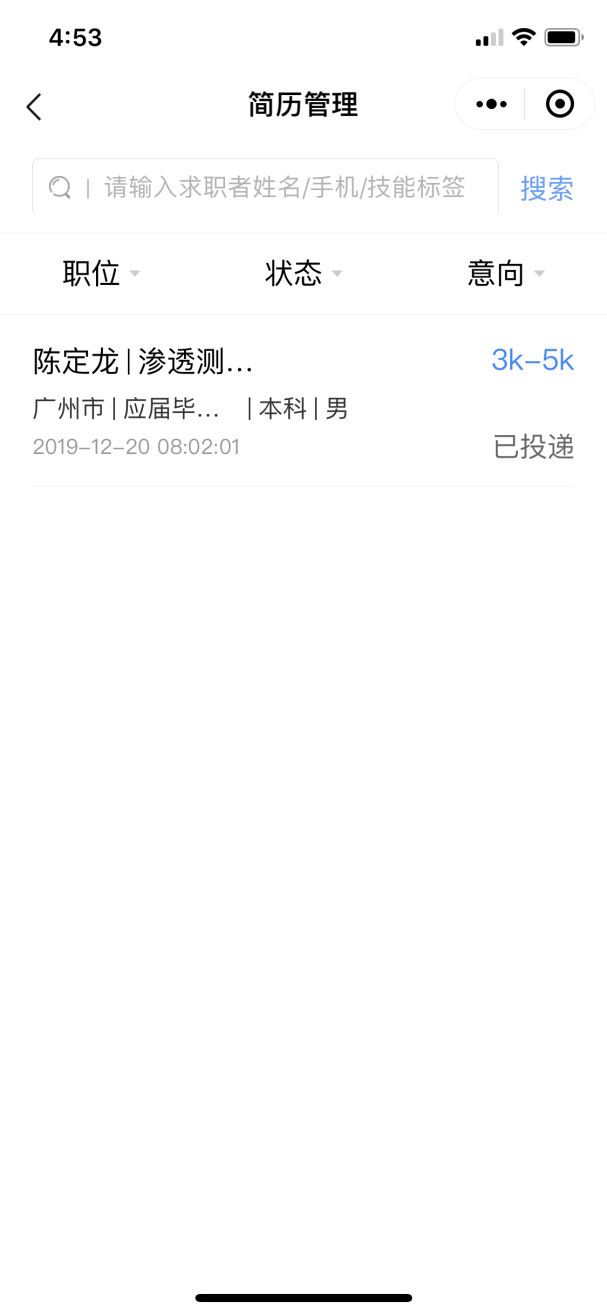 4:53
简历管理
| 请输入求职者姓名/手机/技能标签 搜索
职位 状态 意向
陈定龙|渗透测... 3k-5k
广州市|应届毕... |本科|男
2019-12-20 08:02:01 已投递